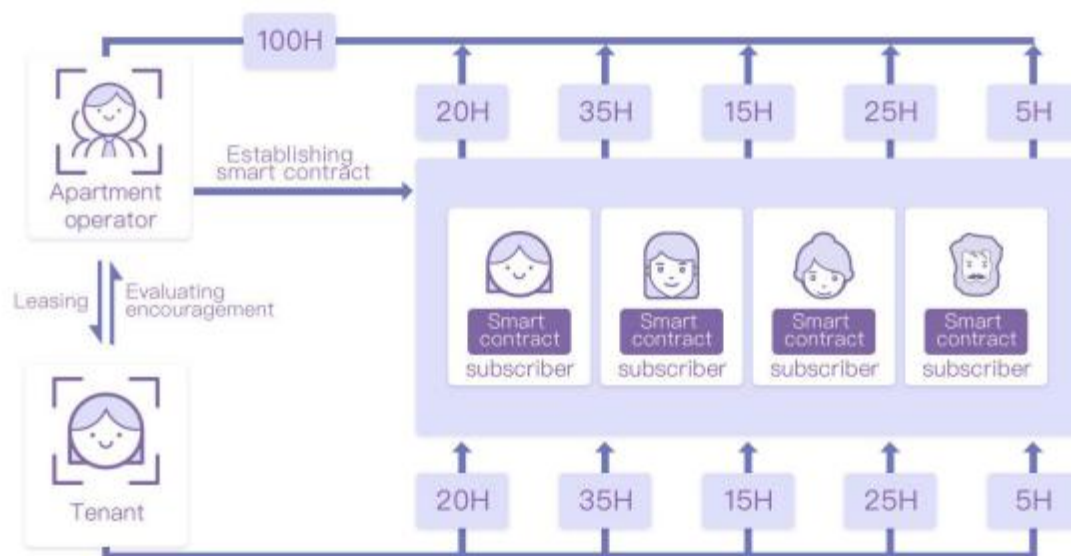 100H
20H
35H
15H
25H
5H
Apartment
operator
Establishing
smart contract
Leasing
Evaluating
encouragement
Smart
contract
subscriber
Smart
contract
subscriber
Smart
contract
subscriber
Smart
contract
subscriber
Tenant
20H
35H
15H
25H
5H